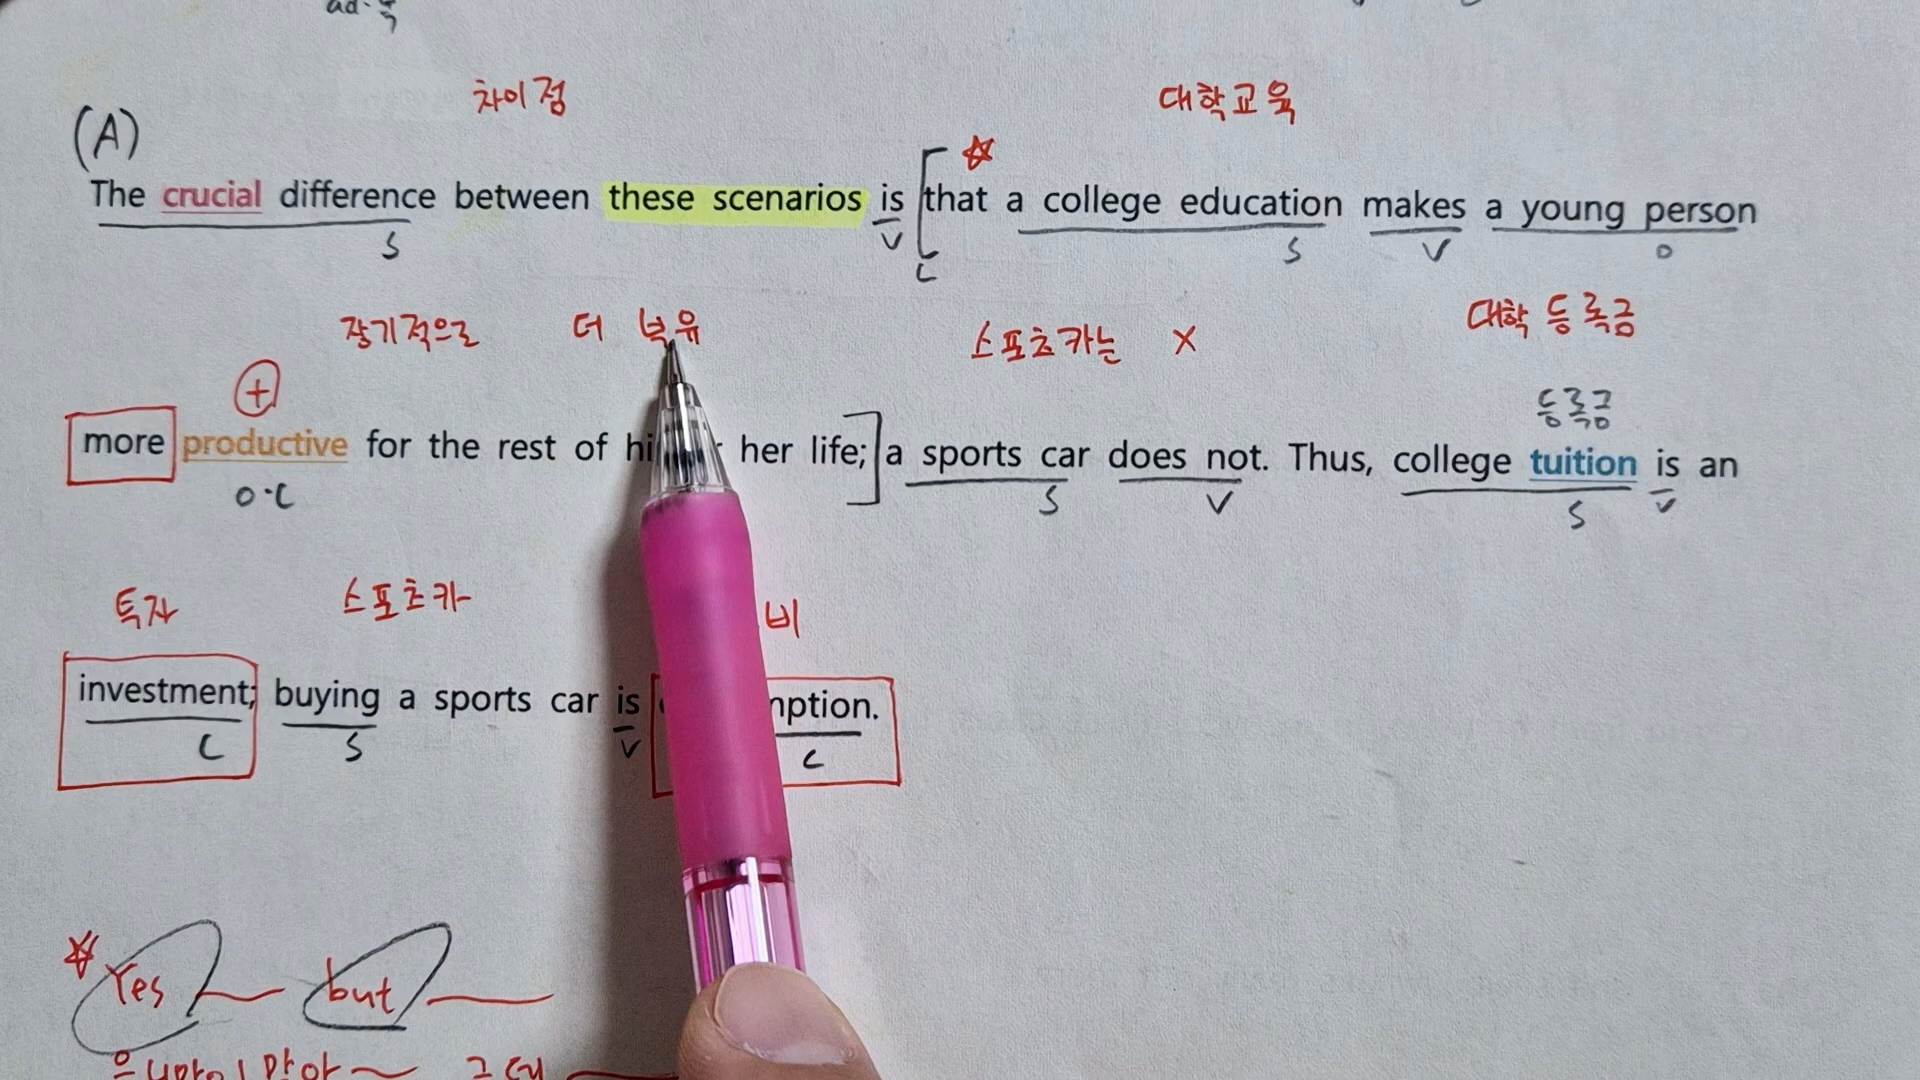 차이점 대학교육
(A) ☆
The crucial difference between these scenarios is [that a college education makes a young person
S V C S V O
장기적으로 더 부유 스포츠카는 X 대학 등록금
+ 등록금
more productive for the rest of her life;] a sports car does not. Thus, college tuition is an
O·C S V S V
투자 스포츠카 비
investment; buying a sports car is
C S V C
☆ Yes but